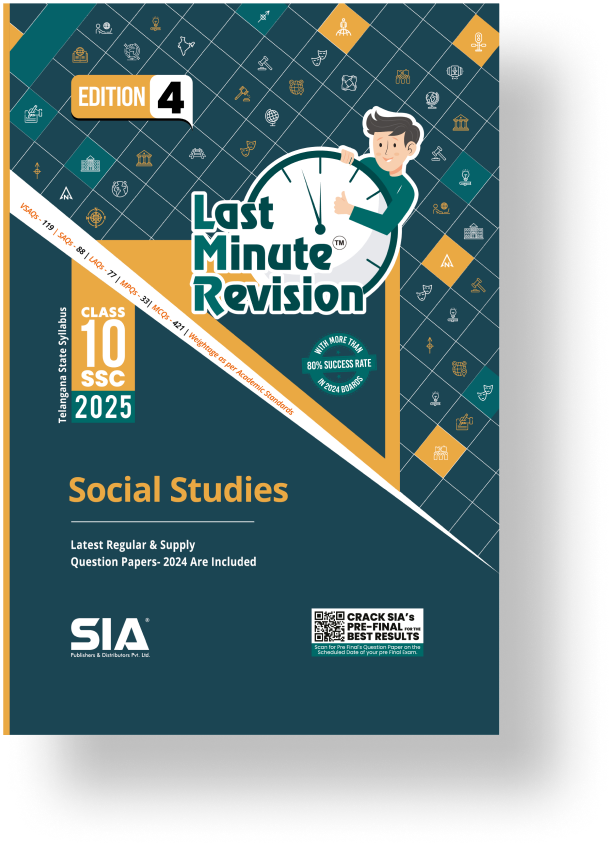 EDITION 4
Last
Minute
Revision
TM
VSAQs - 119 | SAQs - 88 | LAQs - 77 | MPQs - 33 | MCQs - 421 | Weightage as per Academic Standards
Telangana State Syllabus
CLASS
10
SSC
2025
WITH MORE THAN
80% SUCCESS RATE
IN 2024 BOARDS
Social Studies
Latest Regular & Supply
Question Papers- 2024 Are Included
SIA®
Publishers & Distributors Pvt. Ltd.
CRACK SIA's
PRE-FINAL FOR THE
BEST RESULTS
Scan for Pre Final's Question Paper on the
Scheduled Date of your pre Final Exam.